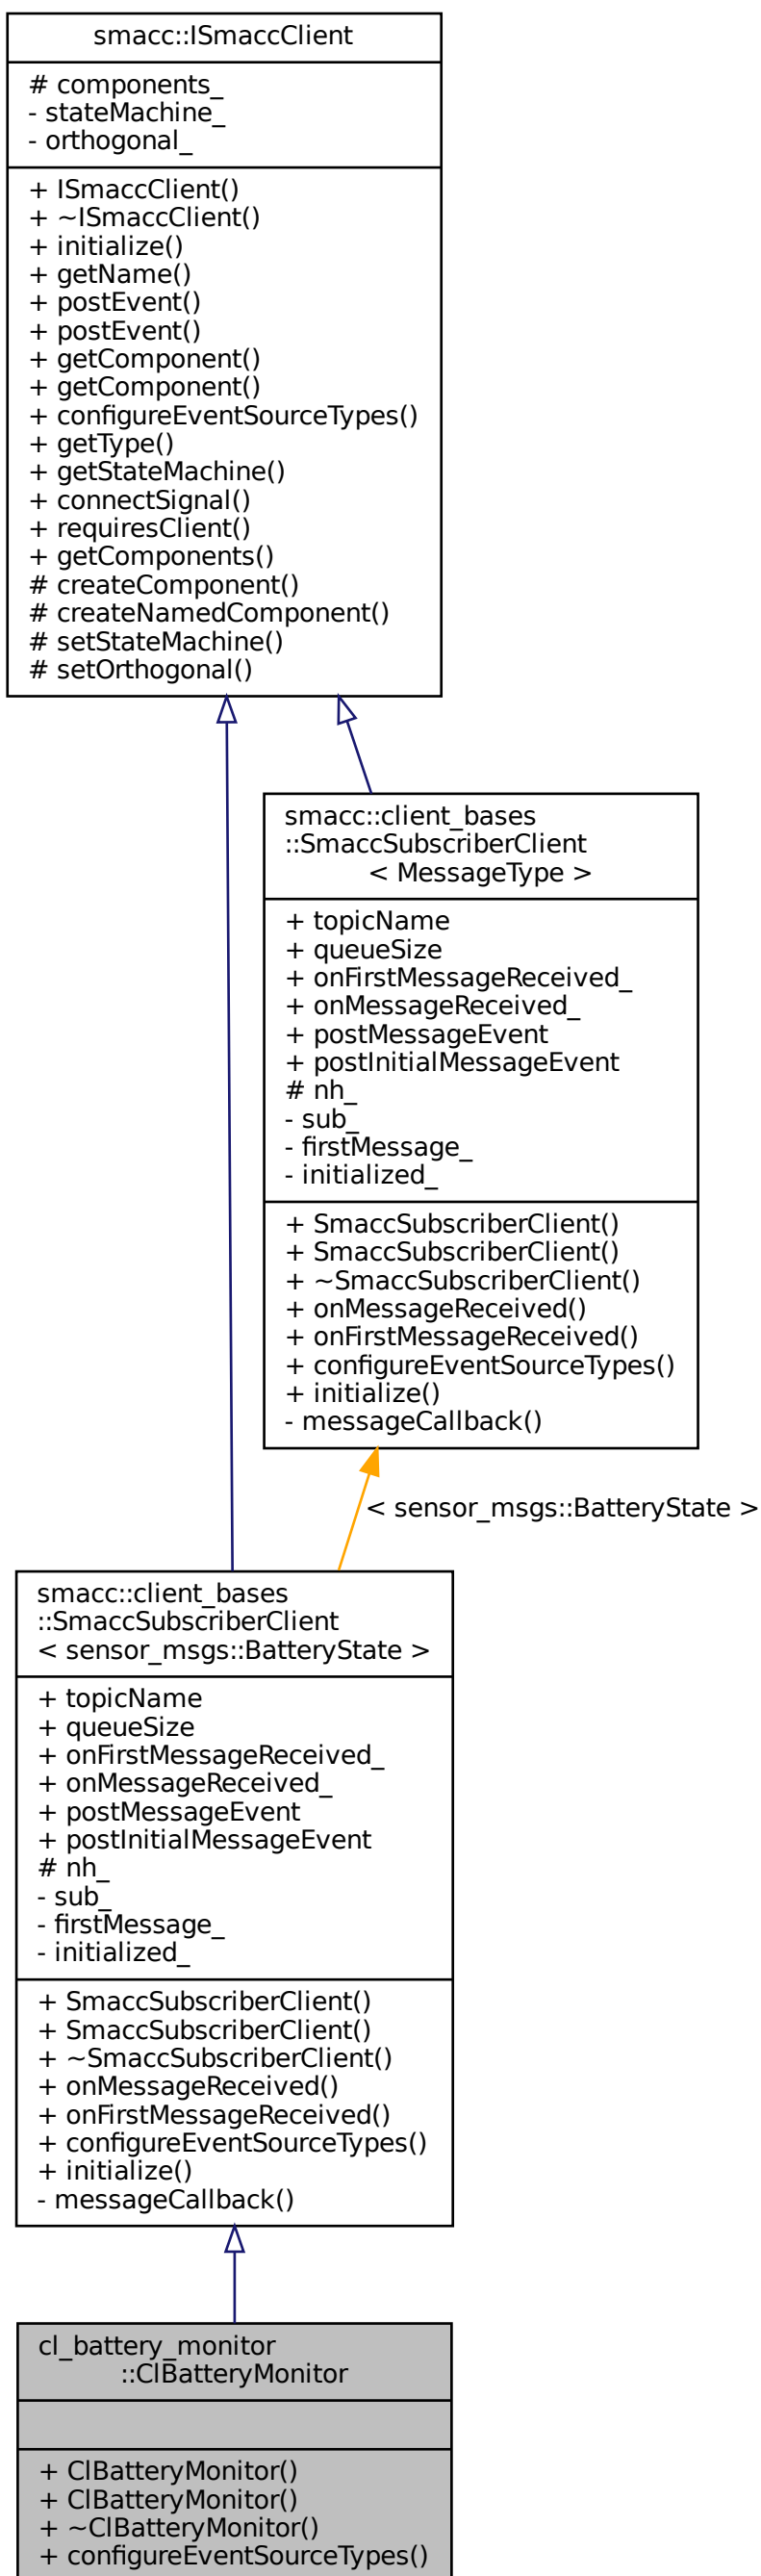 smacc::ISmaccClient
# components_
- stateMachine_
- orthogonal_
+ ISmaccClient()
+ ~ISmaccClient()
+ initialize()
+ getName()
+ postEvent()
+ postEvent()
+ getComponent()
+ getComponent()
+ configureEventSourceTypes()
+ getType()
+ getStateMachine()
+ connectSignal()
+ requiresClient()
+ getComponents()
# createComponent()
# createNamedComponent()
# setStateMachine()
# setOrthogonal()
smacc::client_bases
::SmaccSubscriberClient
< MessageType >
+ topicName
+ queueSize
+ onFirstMessageReceived_
+ onMessageReceived_
+ postMessageEvent
+ postInitialMessageEvent
# nh_
- sub_
- firstMessage_
- initialized_
+ SmaccSubscriberClient()
+ SmaccSubscriberClient()
+ ~SmaccSubscriberClient()
+ onMessageReceived()
+ onFirstMessageReceived()
+ configureEventSourceTypes()
+ initialize()
- messageCallback()
< sensor_msgs::BatteryState >
smacc::client_bases
::SmaccSubscriberClient
< sensor_msgs::BatteryState >
+ topicName
+ queueSize
+ onFirstMessageReceived_
+ onMessageReceived_
+ postMessageEvent
+ postInitialMessageEvent
# nh_
- sub_
- firstMessage_
- initialized_
+ SmaccSubscriberClient()
+ SmaccSubscriberClient()
+ ~SmaccSubscriberClient()
+ onMessageReceived()
+ onFirstMessageReceived()
+ configureEventSourceTypes()
+ initialize()
- messageCallback()
cl_battery_monitor
::ClBatteryMonitor
+ ClBatteryMonitor()
+ ClBatteryMonitor()
+ ~ClBatteryMonitor()
+ configureEventSourceTypes()